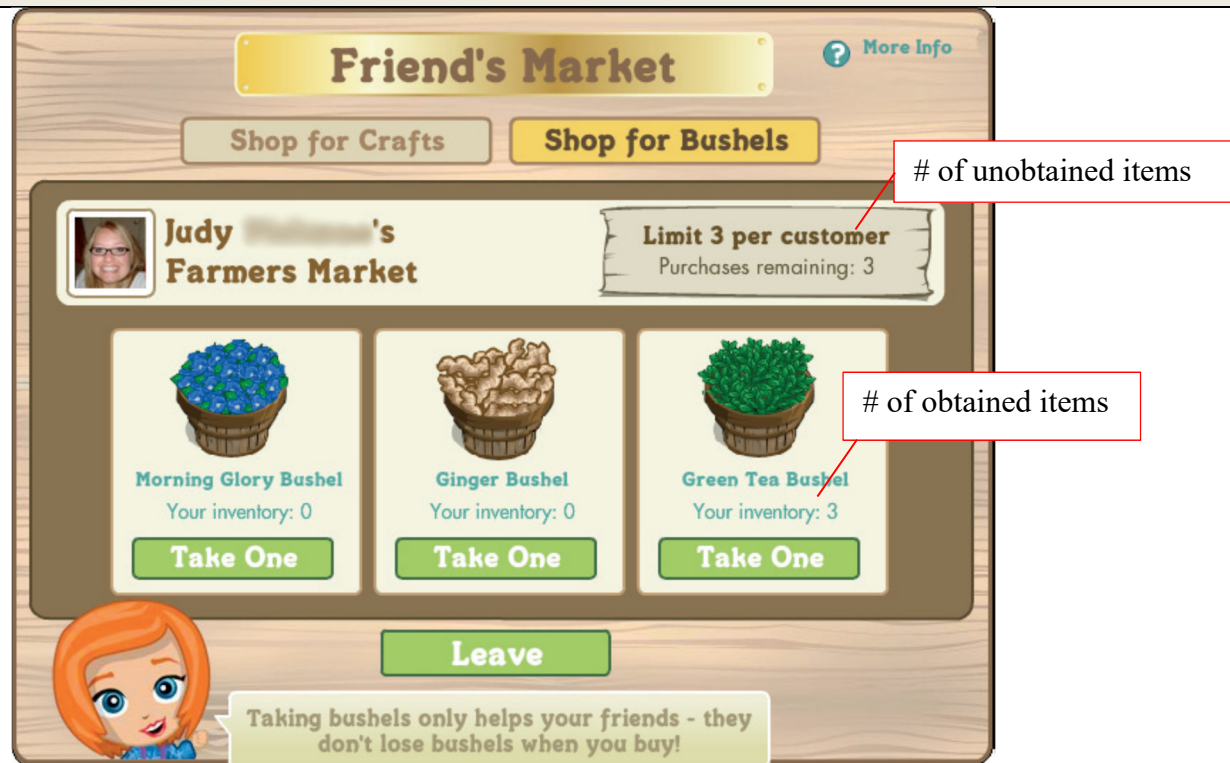 Friend's Market
More Info
Shop for Crafts
Shop for Bushels
# of unobtained items
Judy 's
Farmers Market
Limit 3 per customer
Purchases remaining: 3
# of obtained items
Morning Glory Bushel
Your inventory: 0
Take One
Ginger Bushel
Your inventory: 0
Take One
Green Tea Bushel
Your inventory: 3
Take One
Leave
Taking bushels only helps your friends - they
don't lose bushels when you buy!